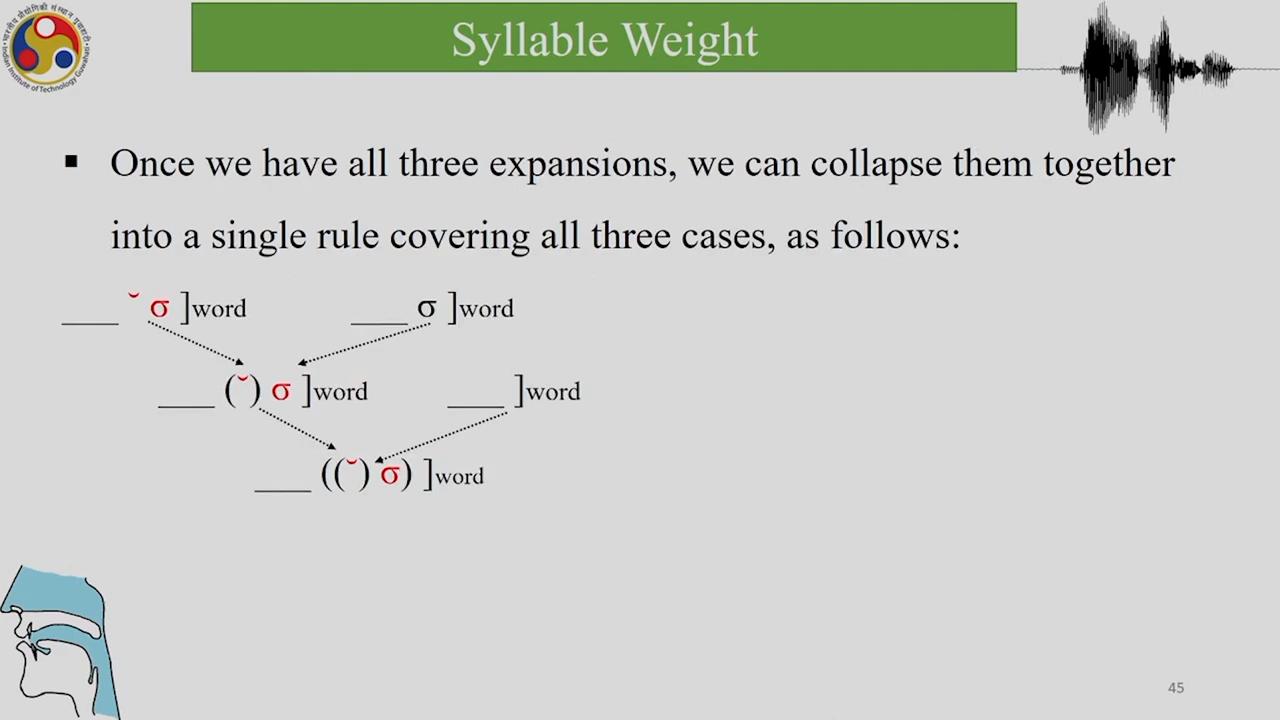 Syllable Weight
▪ Once we have all three expansions, we can collapse them together
into a single rule covering all three cases, as follows:
____ ˘ σ ]word ____ σ ]word
____ (˘) σ ]word ____ ]word
____ ((˘) σ) ]word
45